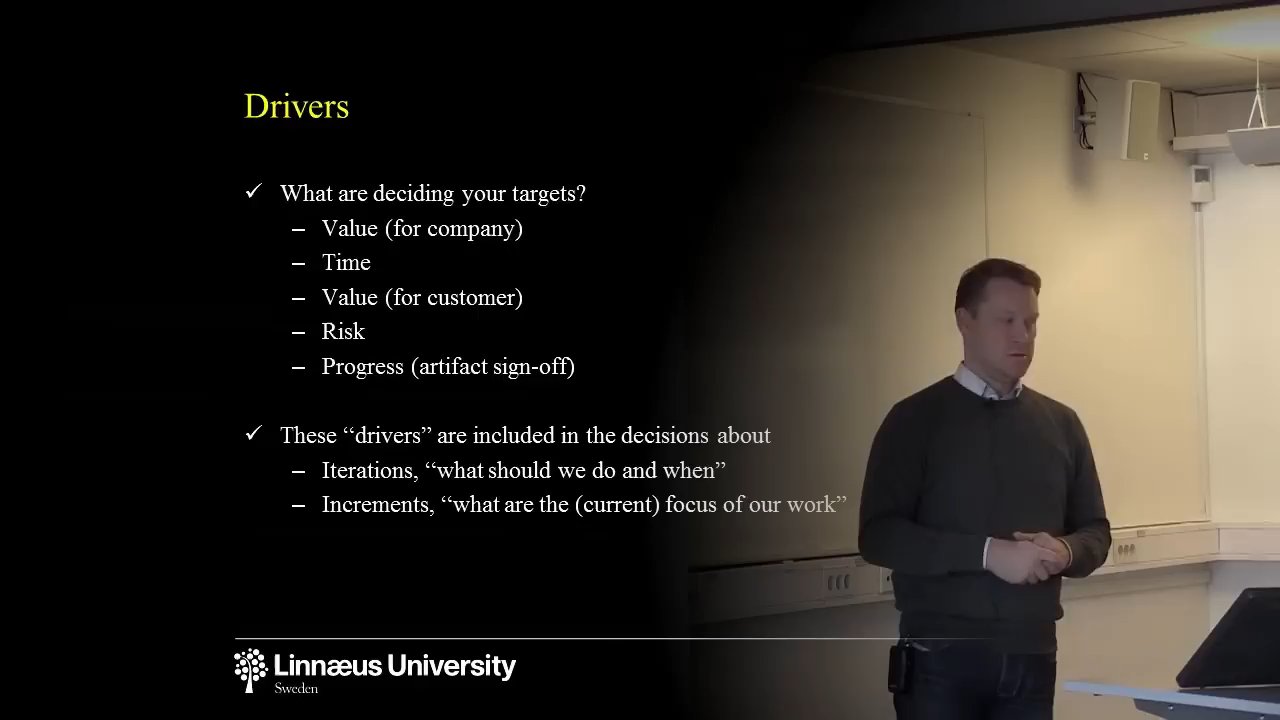 Drivers
✓ What are deciding your targets?
– Value (for company)
– Time
– Value (for customer)
– Risk
– Progress (artifact sign-off)
✓ These “drivers” are included in the decisions about
– Iterations, “what should we do and when”
– Increments, “what are the (current) focus of our work”
Linnæus University
Sweden